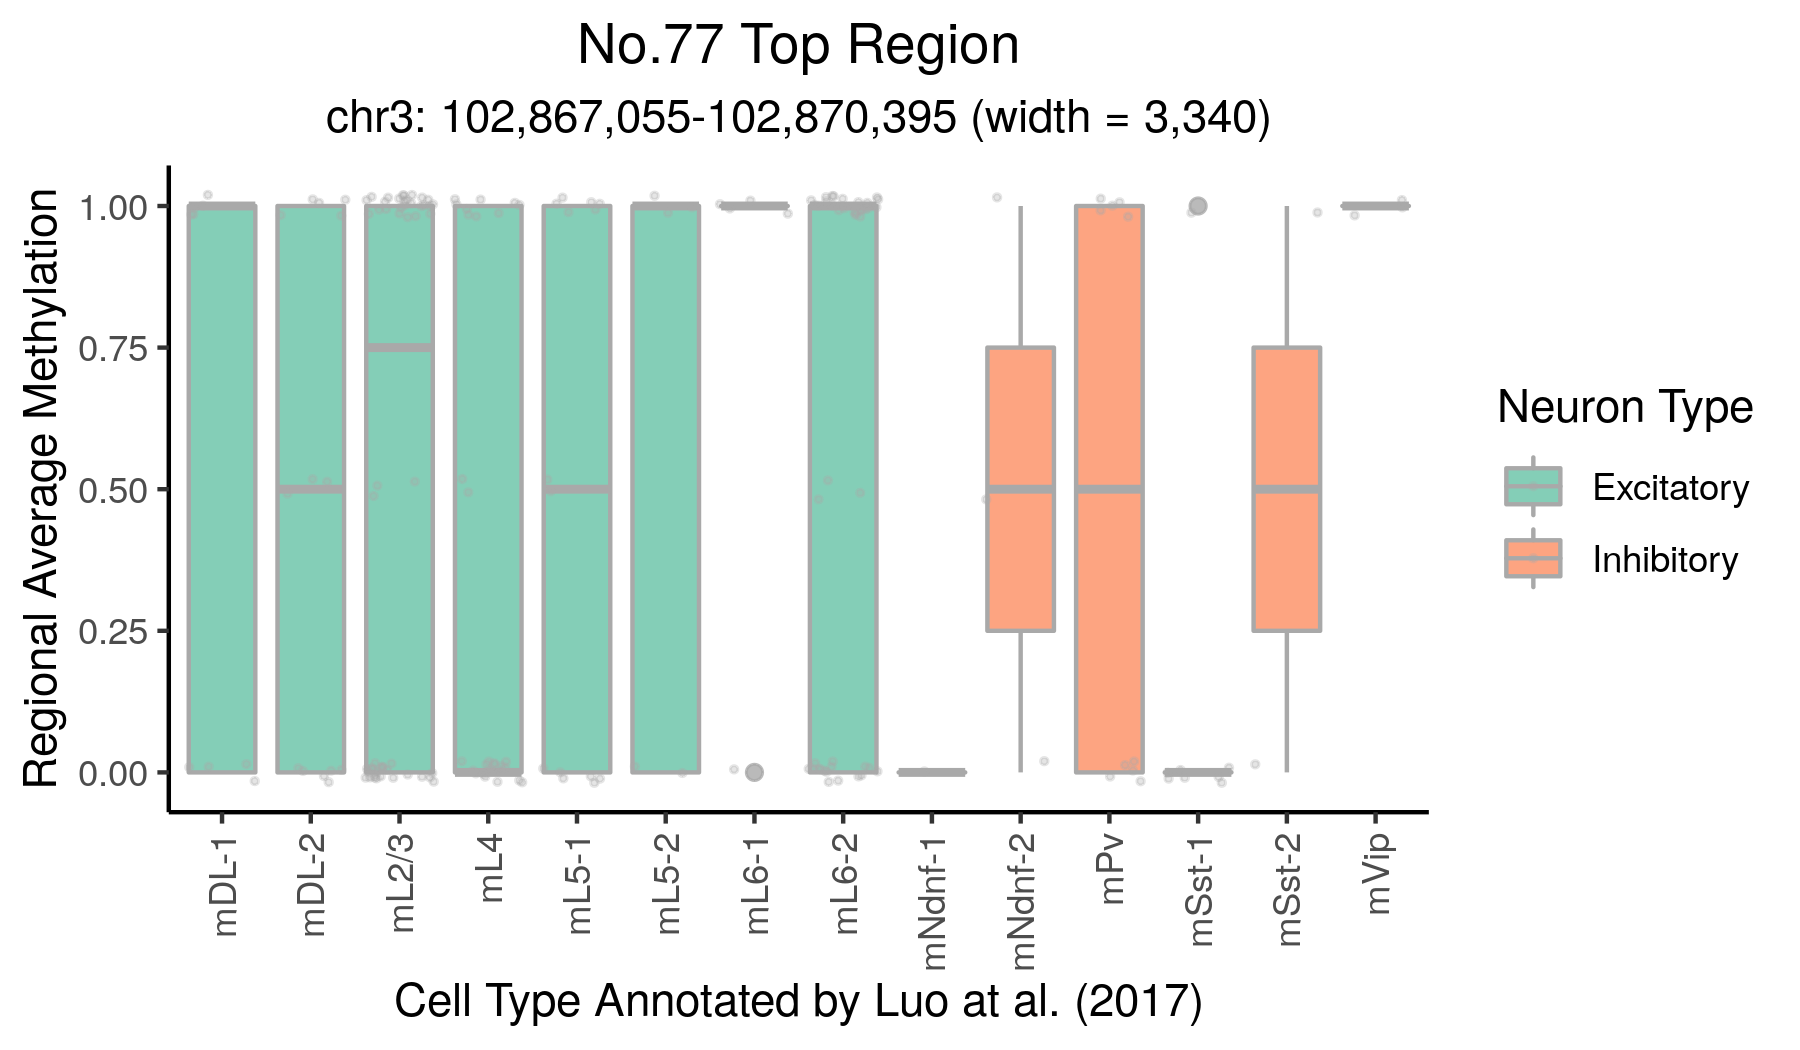 No.77 Top Region
chr3: 102,867,055-102,870,395 (width = 3,340)
Regional Average Methylation
1.00
0.75
0.50
0.25
0.00
mDL-1
mDL-2
mL2/3
mL4
mL5-1
mL5-2
mL6-1
mL6-2
mNdnf-1
mNdnf-2
mPv
mSst-1
mSst-2
mVip
Cell Type Annotated by Luo at al. (2017)
Neuron Type
Excitatory
Inhibitory